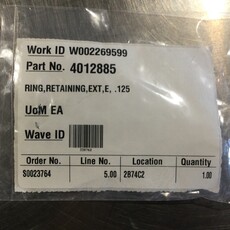 Work ID W002269599
Part No. 4012885
RING,RETAINING,EXT,E, .125
UoM EA
Wave ID
Order No. Line No. Location Quantity
S0023764 5.00 2B74C2 1.00